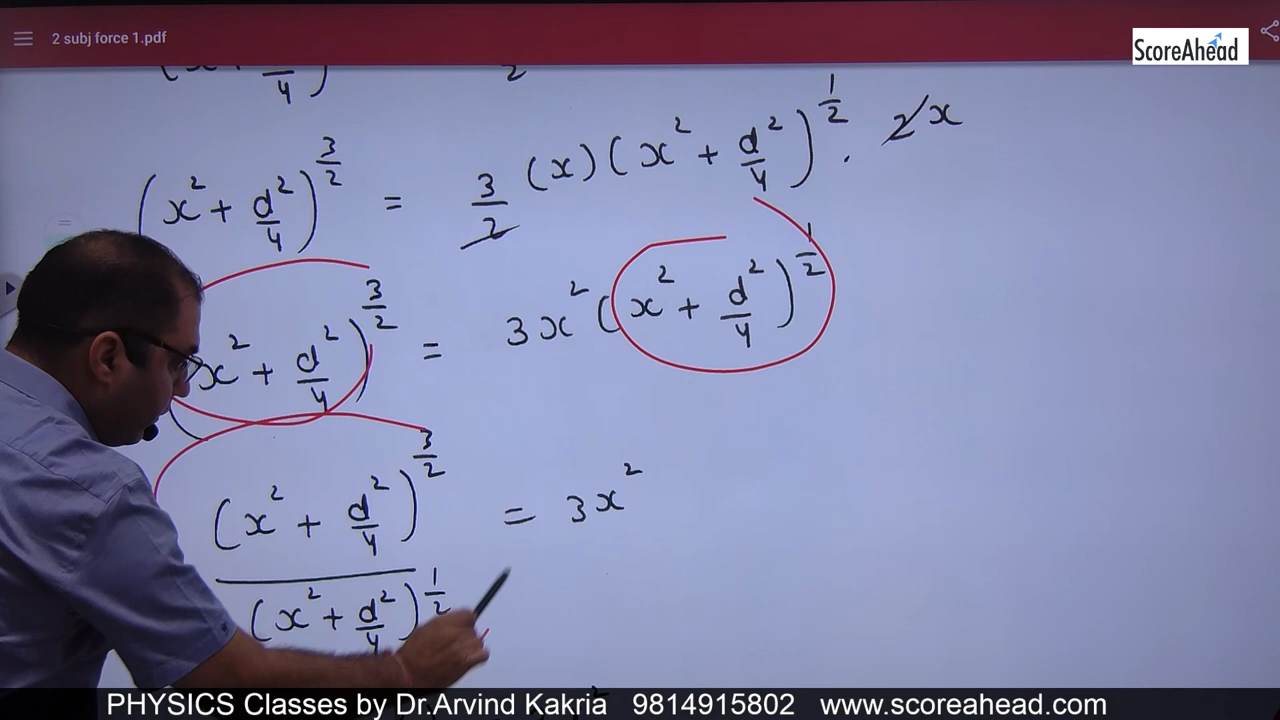 2 subj force 1.pdf
ScoreAhead
(x² + d²/4)^(3/2) = 3/2 (x) (x² + d²/4)^(1/2) . 2x
x² + d²/4)^(3/2) = 3x² (x² + d²/4)^(1/2)
(x² + d²/4)^(3/2) / (x² + d²/4)^(1/2) = 3x²
PHYSICS Classes by Dr.Arvind Kakria 9814915802 www.scoreahead.com